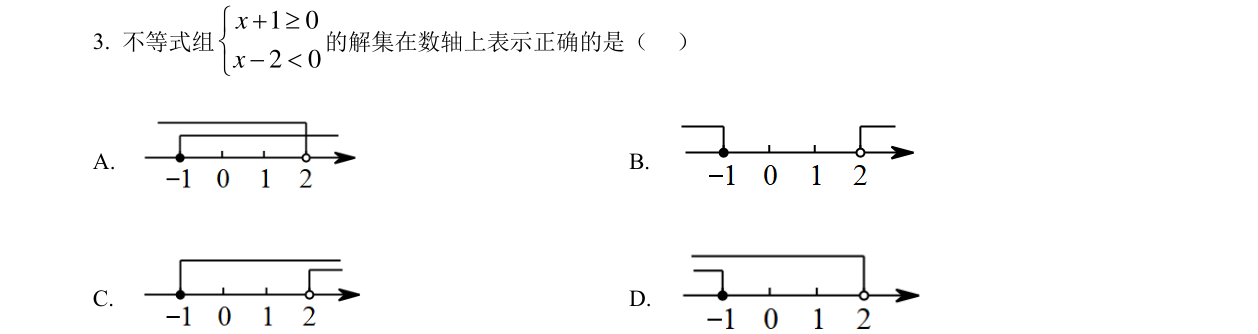 3. 不等式组{x+1≥0
x−2<0 的解集在数轴上表示正确的是（　）
A. −1 0 1 2
B. −1 0 1 2
C. −1 0 1 2
D. −1 0 1 2